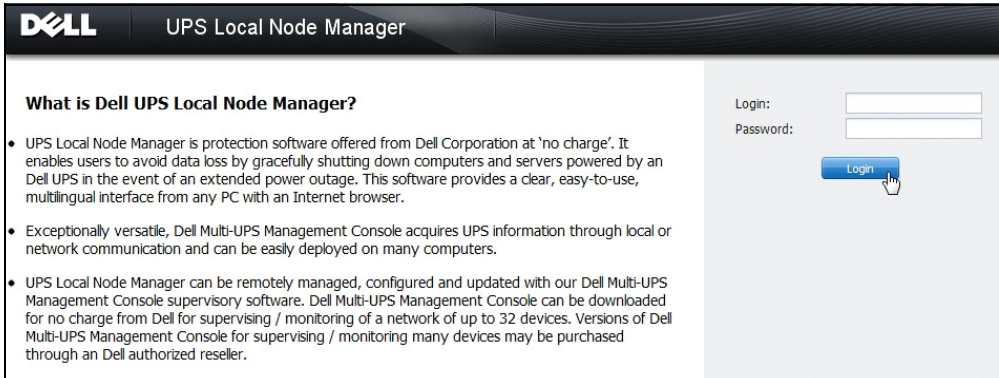 DELL UPS Local Node Manager
What is Dell UPS Local Node Manager?
• UPS Local Node Manager is protection software offered from Dell Corporation at ‘no charge’. It
enables users to avoid data loss by gracefully shutting down computers and servers powered by an
Dell UPS in the event of an extended power outage. This software provides a clear, easy-to-use,
multilingual interface from any PC with an Internet browser.
• Exceptionally versatile, Dell Multi-UPS Management Console acquires UPS information through local or
network communication and can be easily deployed on many computers.
• UPS Local Node Manager can be remotely managed, configured and updated with our Dell Multi-UPS
Management Console supervisory software. Dell Multi-UPS Management Console can be downloaded
for no charge from Dell for supervising / monitoring of a network of up to 32 devices. Versions of Dell
Multi-UPS Management Console for supervising / monitoring many devices may be purchased
through an Dell authorized reseller.
Login:
Password:
Login